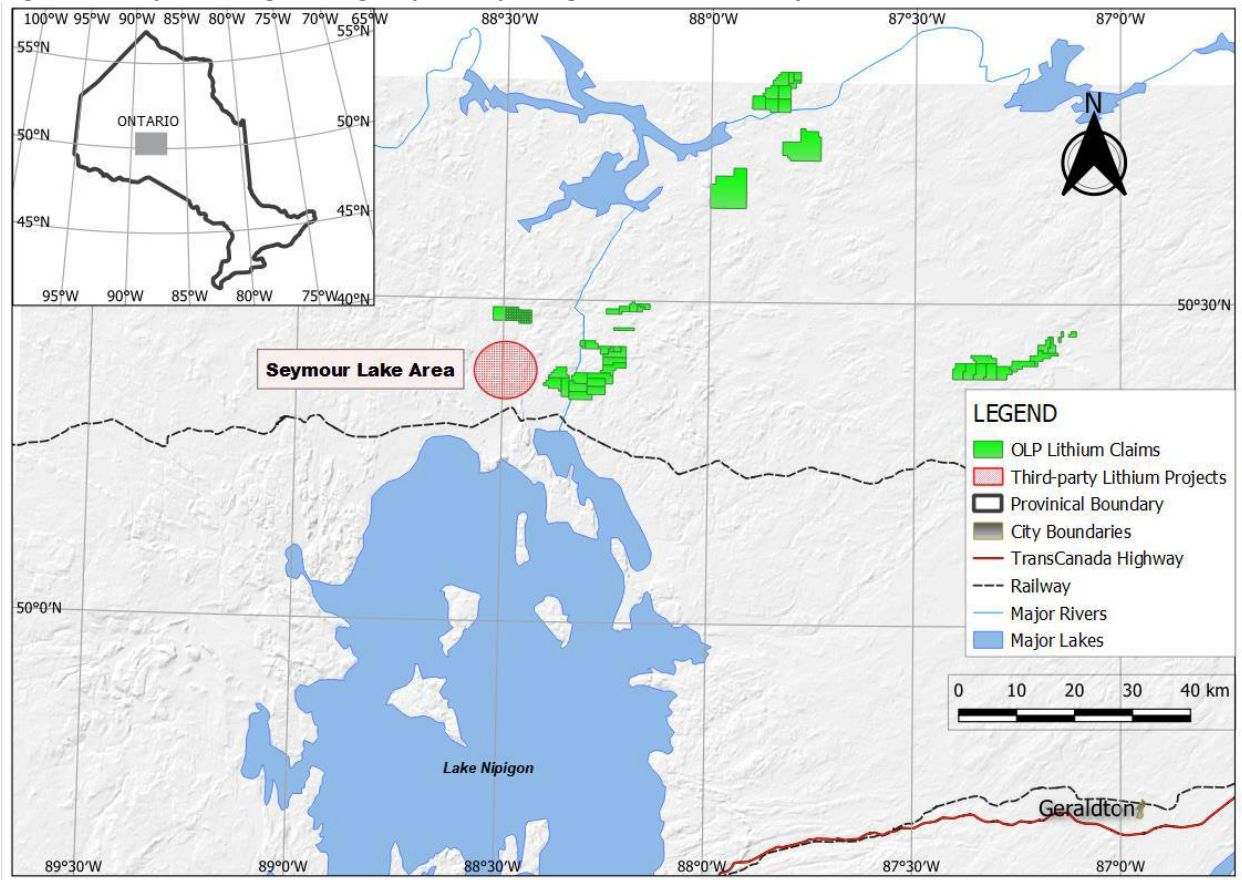 100°W 95°W 90°W 85°W 80°W 75°W 70°W 65°W
88°30'W 88°0'W 87°30'W 87°0'W
55°N 55°N
ONTARIO
50°N 50°N
45°N 45°N
95°W 90°W 85°W 80°W 75°W 40°N
N
50°30'N
Seymour Lake Area
LEGEND
OLP Lithium Claims
Third-party Lithium Projects
Provinical Boundary
City Boundaries
TransCanada Highway
Railway
Major Rivers
Major Lakes
50°0'N
0 10 20 30 40 km
Lake Nipigon
Geraldton
89°30'W 89°0'W 88°30'W 88°0'W 87°30'W 87°0'W